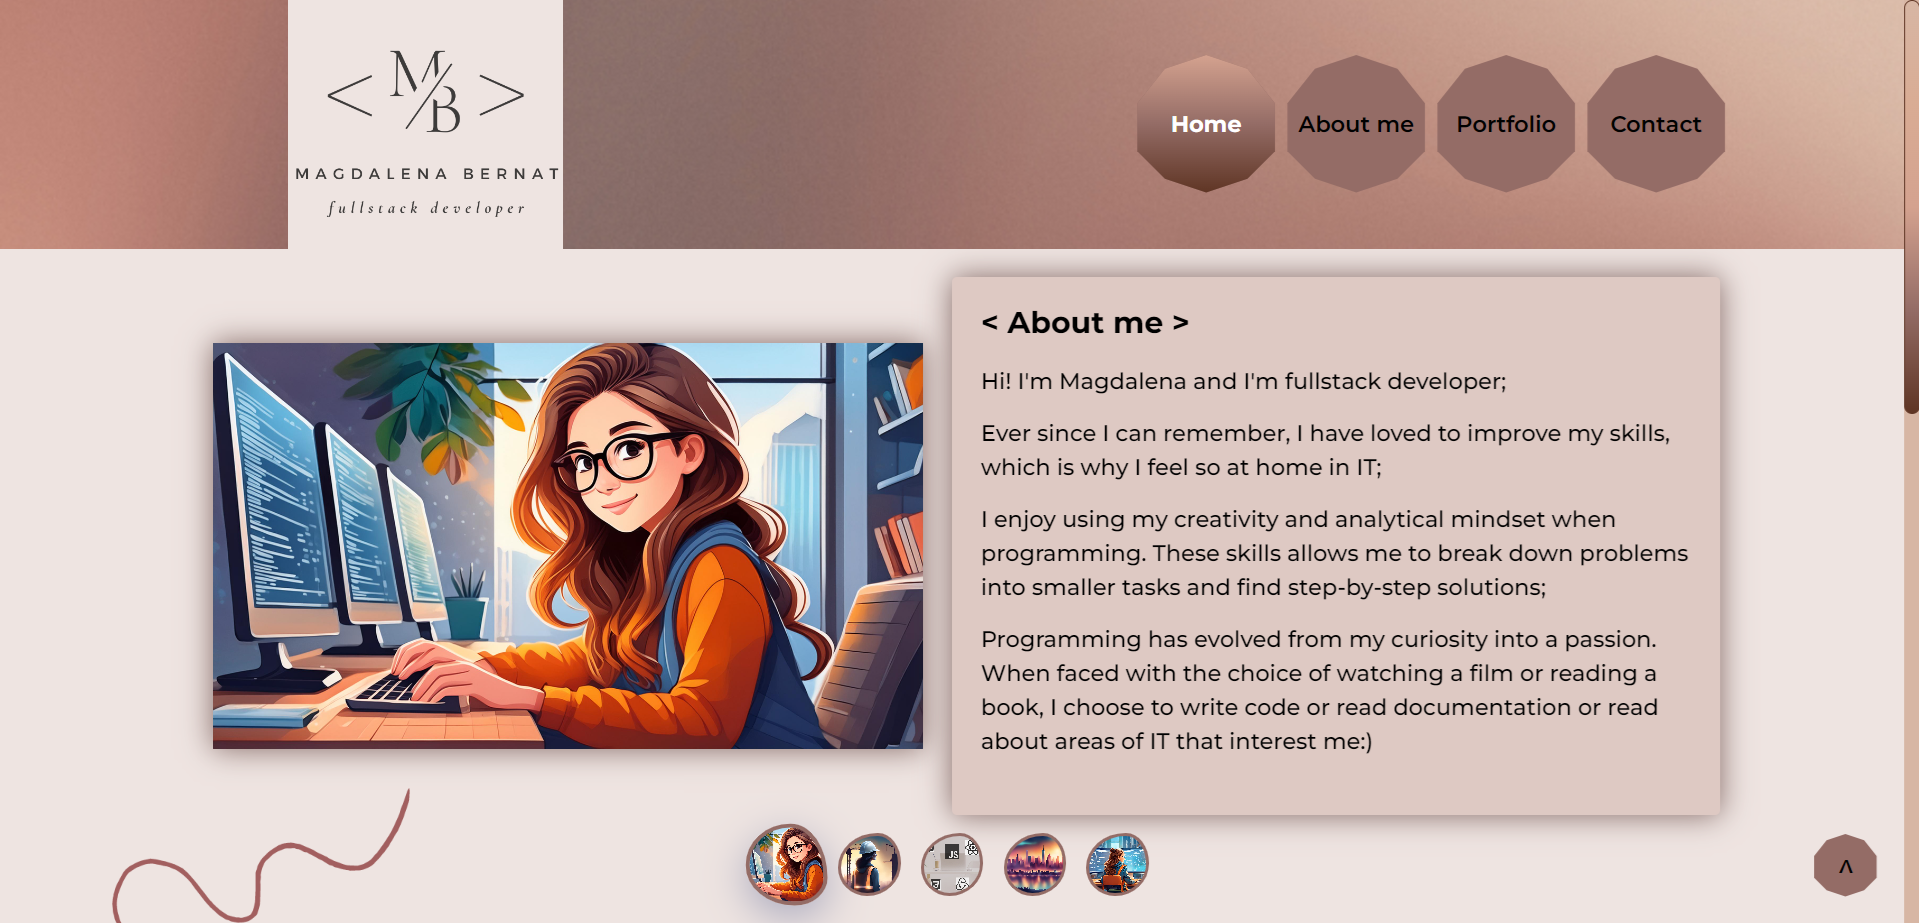 < M/B >
MAGDALENA BERNAT
fullstack developer
Home
About me
Portfolio
Contact
< About me >
Hi! I'm Magdalena and I'm fullstack developer;
Ever since I can remember, I have loved to improve my skills,
which is why I feel so at home in IT;
I enjoy using my creativity and analytical mindset when
programming. These skills allows me to break down problems
into smaller tasks and find step-by-step solutions;
Programming has evolved from my curiosity into a passion.
When faced with the choice of watching a film or reading a
book, I choose to write code or read documentation or read
about areas of IT that interest me:)
JS
^